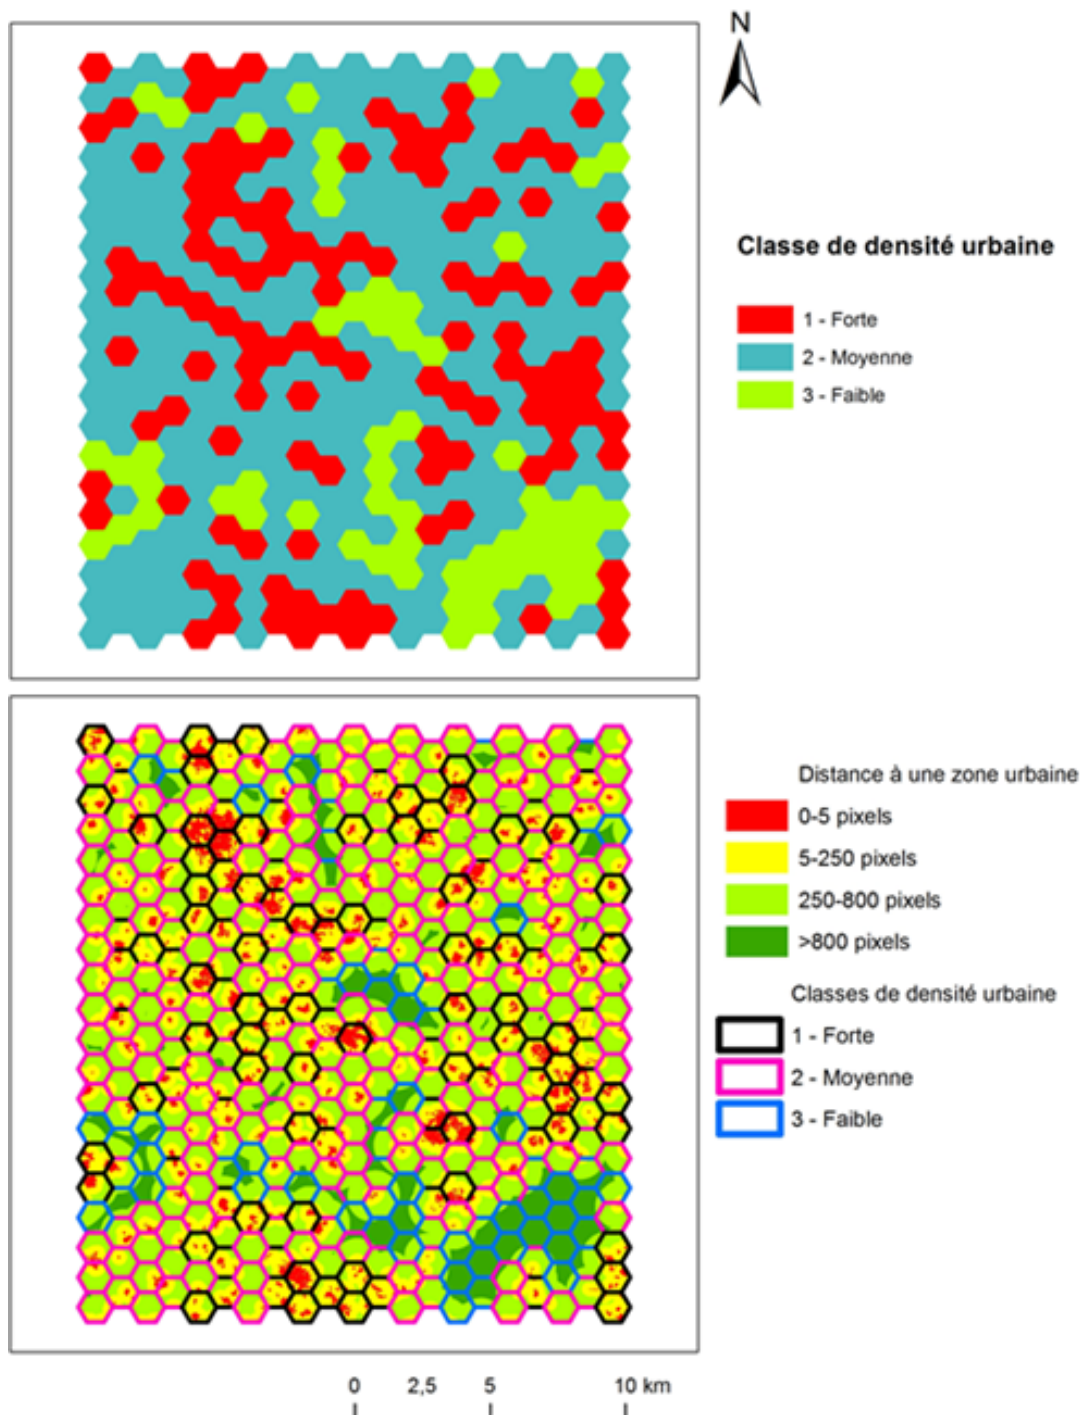 N
Classe de densité urbaine
1 - Forte
2 - Moyenne
3 - Faible
Distance à une zone urbaine
0-5 pixels
5-250 pixels
250-800 pixels
>800 pixels
Classes de densité urbaine
1 - Forte
2 - Moyenne
3 - Faible
0 2,5 5 10 km